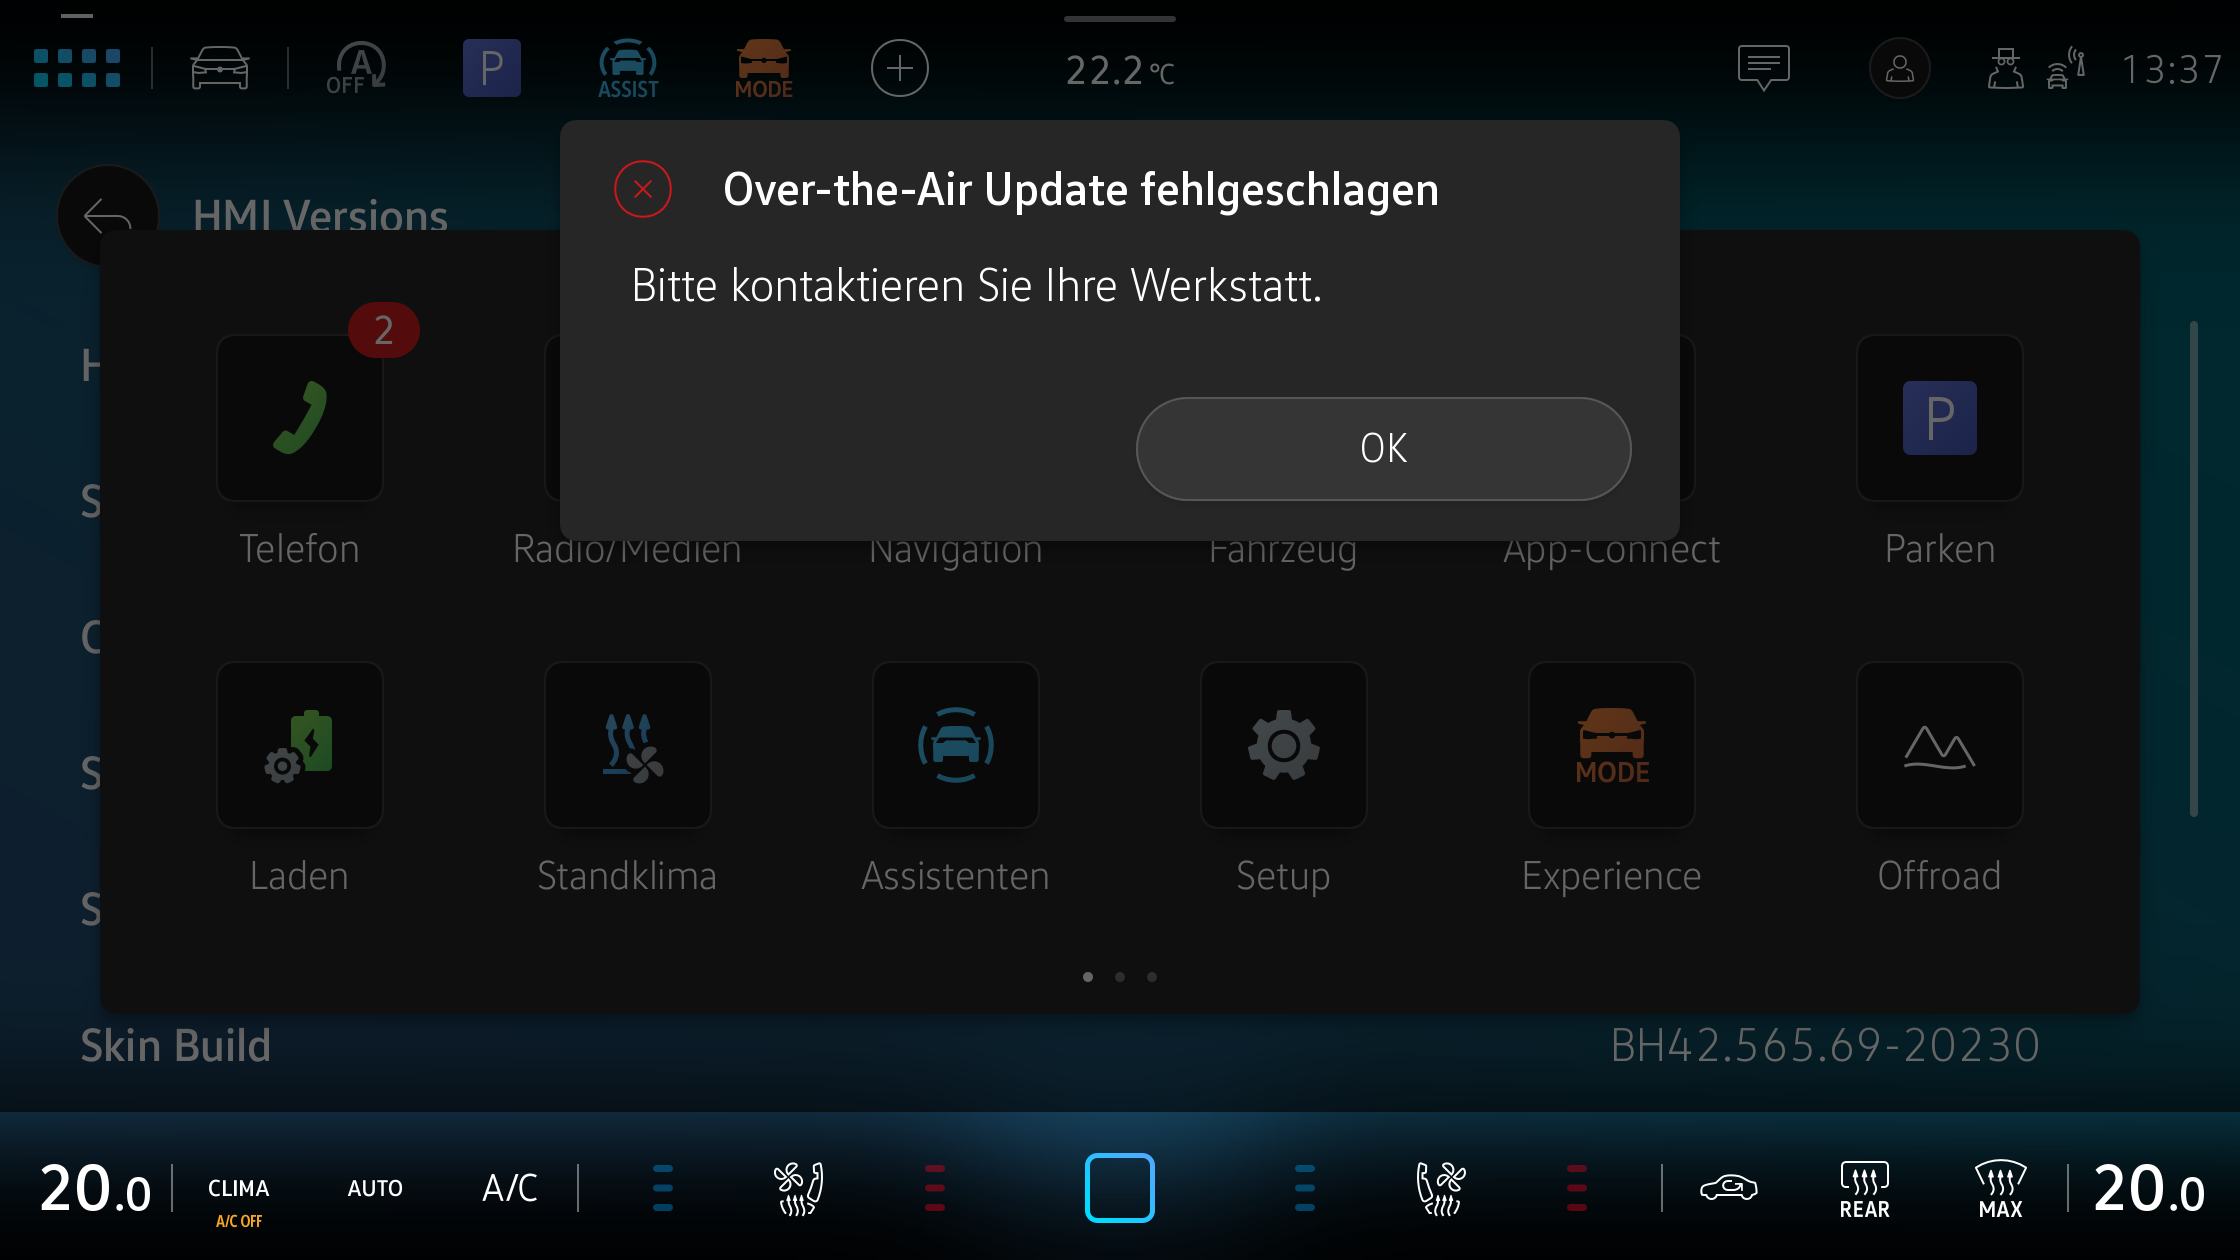 A
OFF
P
ASSIST
MODE
22.2 °C
13:37
HMI Versions
Over-the-Air Update fehlgeschlagen
Bitte kontaktieren Sie Ihre Werkstatt.
OK
2
P
Telefon
Radio/Medien
Navigation
Fahrzeug
App-Connect
Parken
MODE
Laden
Standklima
Assistenten
Setup
Experience
Offroad
Skin Build
BH42.565.69-20230
20.0
CLIMA
A/C OFF
AUTO
A/C
REAR
MAX
20.0